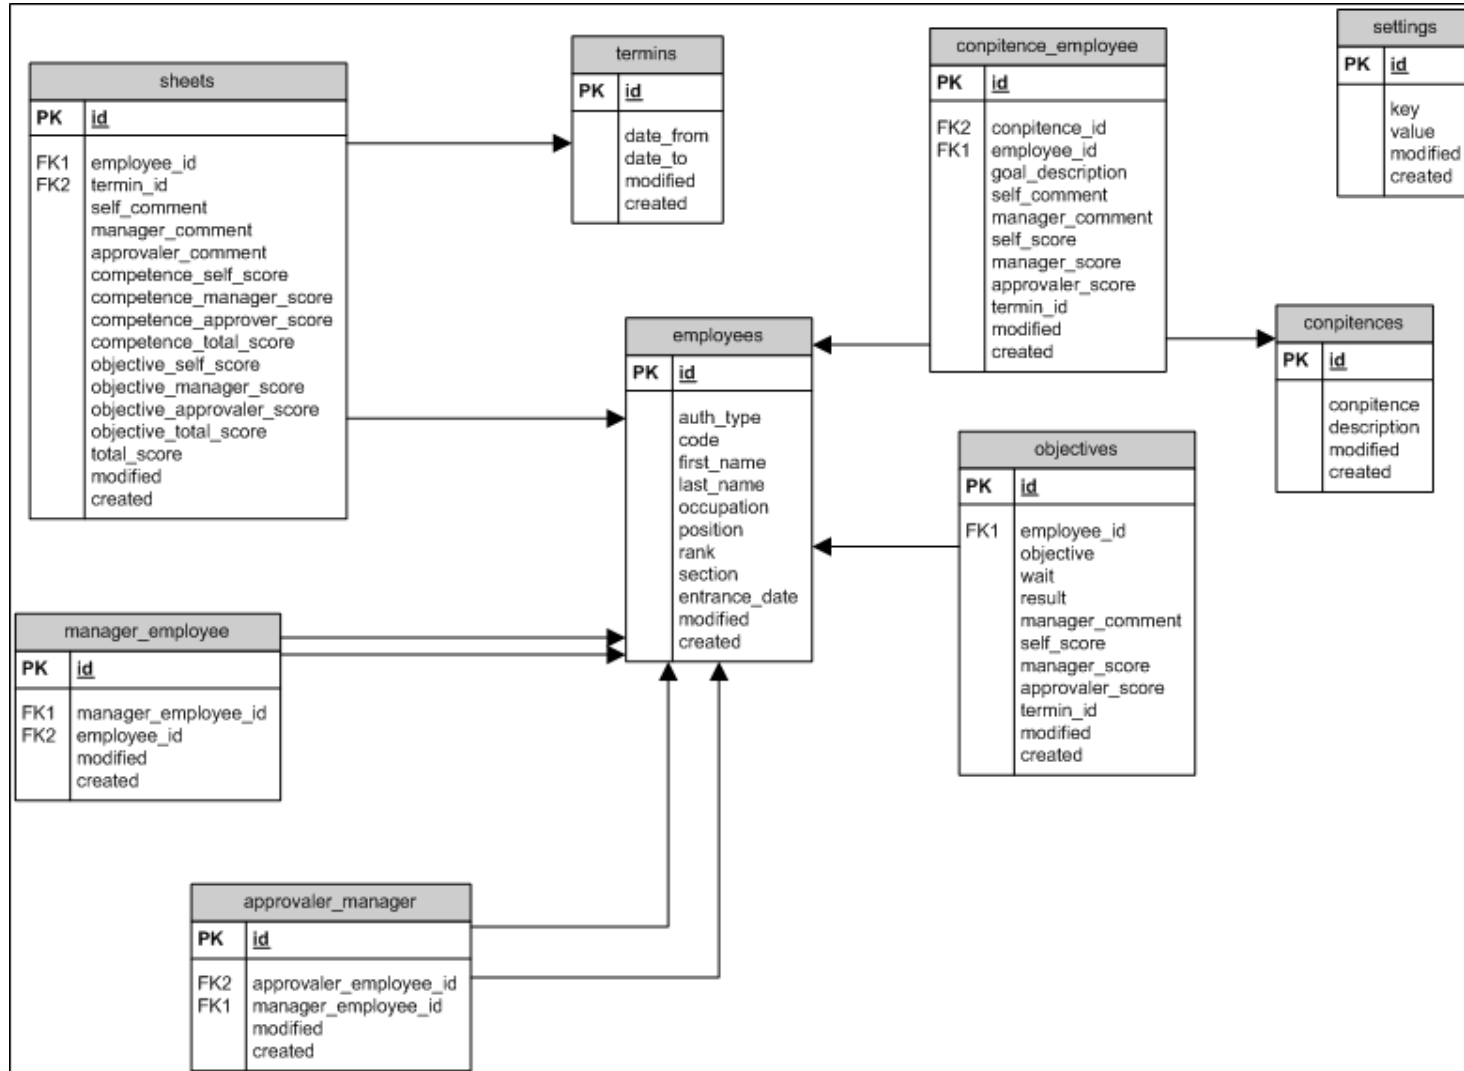 sheets
PK id
FK1 employee_id
FK2 termin_id
self_comment
manager_comment
approvaler_comment
competence_self_score
competence_manager_score
competence_approver_score
competence_total_score
objective_self_score
objective_manager_score
objective_approvaler_score
objective_total_score
total_score
modified
created
termins
PK id
date_from
date_to
modified
created
conpitence_employee
PK id
FK2 conpitence_id
FK1 employee_id
goal_description
self_comment
manager_comment
self_score
manager_score
approvaler_score
termin_id
modified
created
settings
PK id
key
value
modified
created
employees
PK id
auth_type
code
first_name
last_name
occupation
position
rank
section
entrance_date
modified
created
conpitences
PK id
conpitence
description
modified
created
objectives
PK id
FK1 employee_id
objective
wait
result
manager_comment
self_score
manager_score
approvaler_score
termin_id
modified
created
manager_employee
PK id
FK1 manager_employee_id
FK2 employee_id
modified
created
approvaler_manager
PK id
FK2 approvaler_employee_id
FK1 manager_employee_id
modified
created